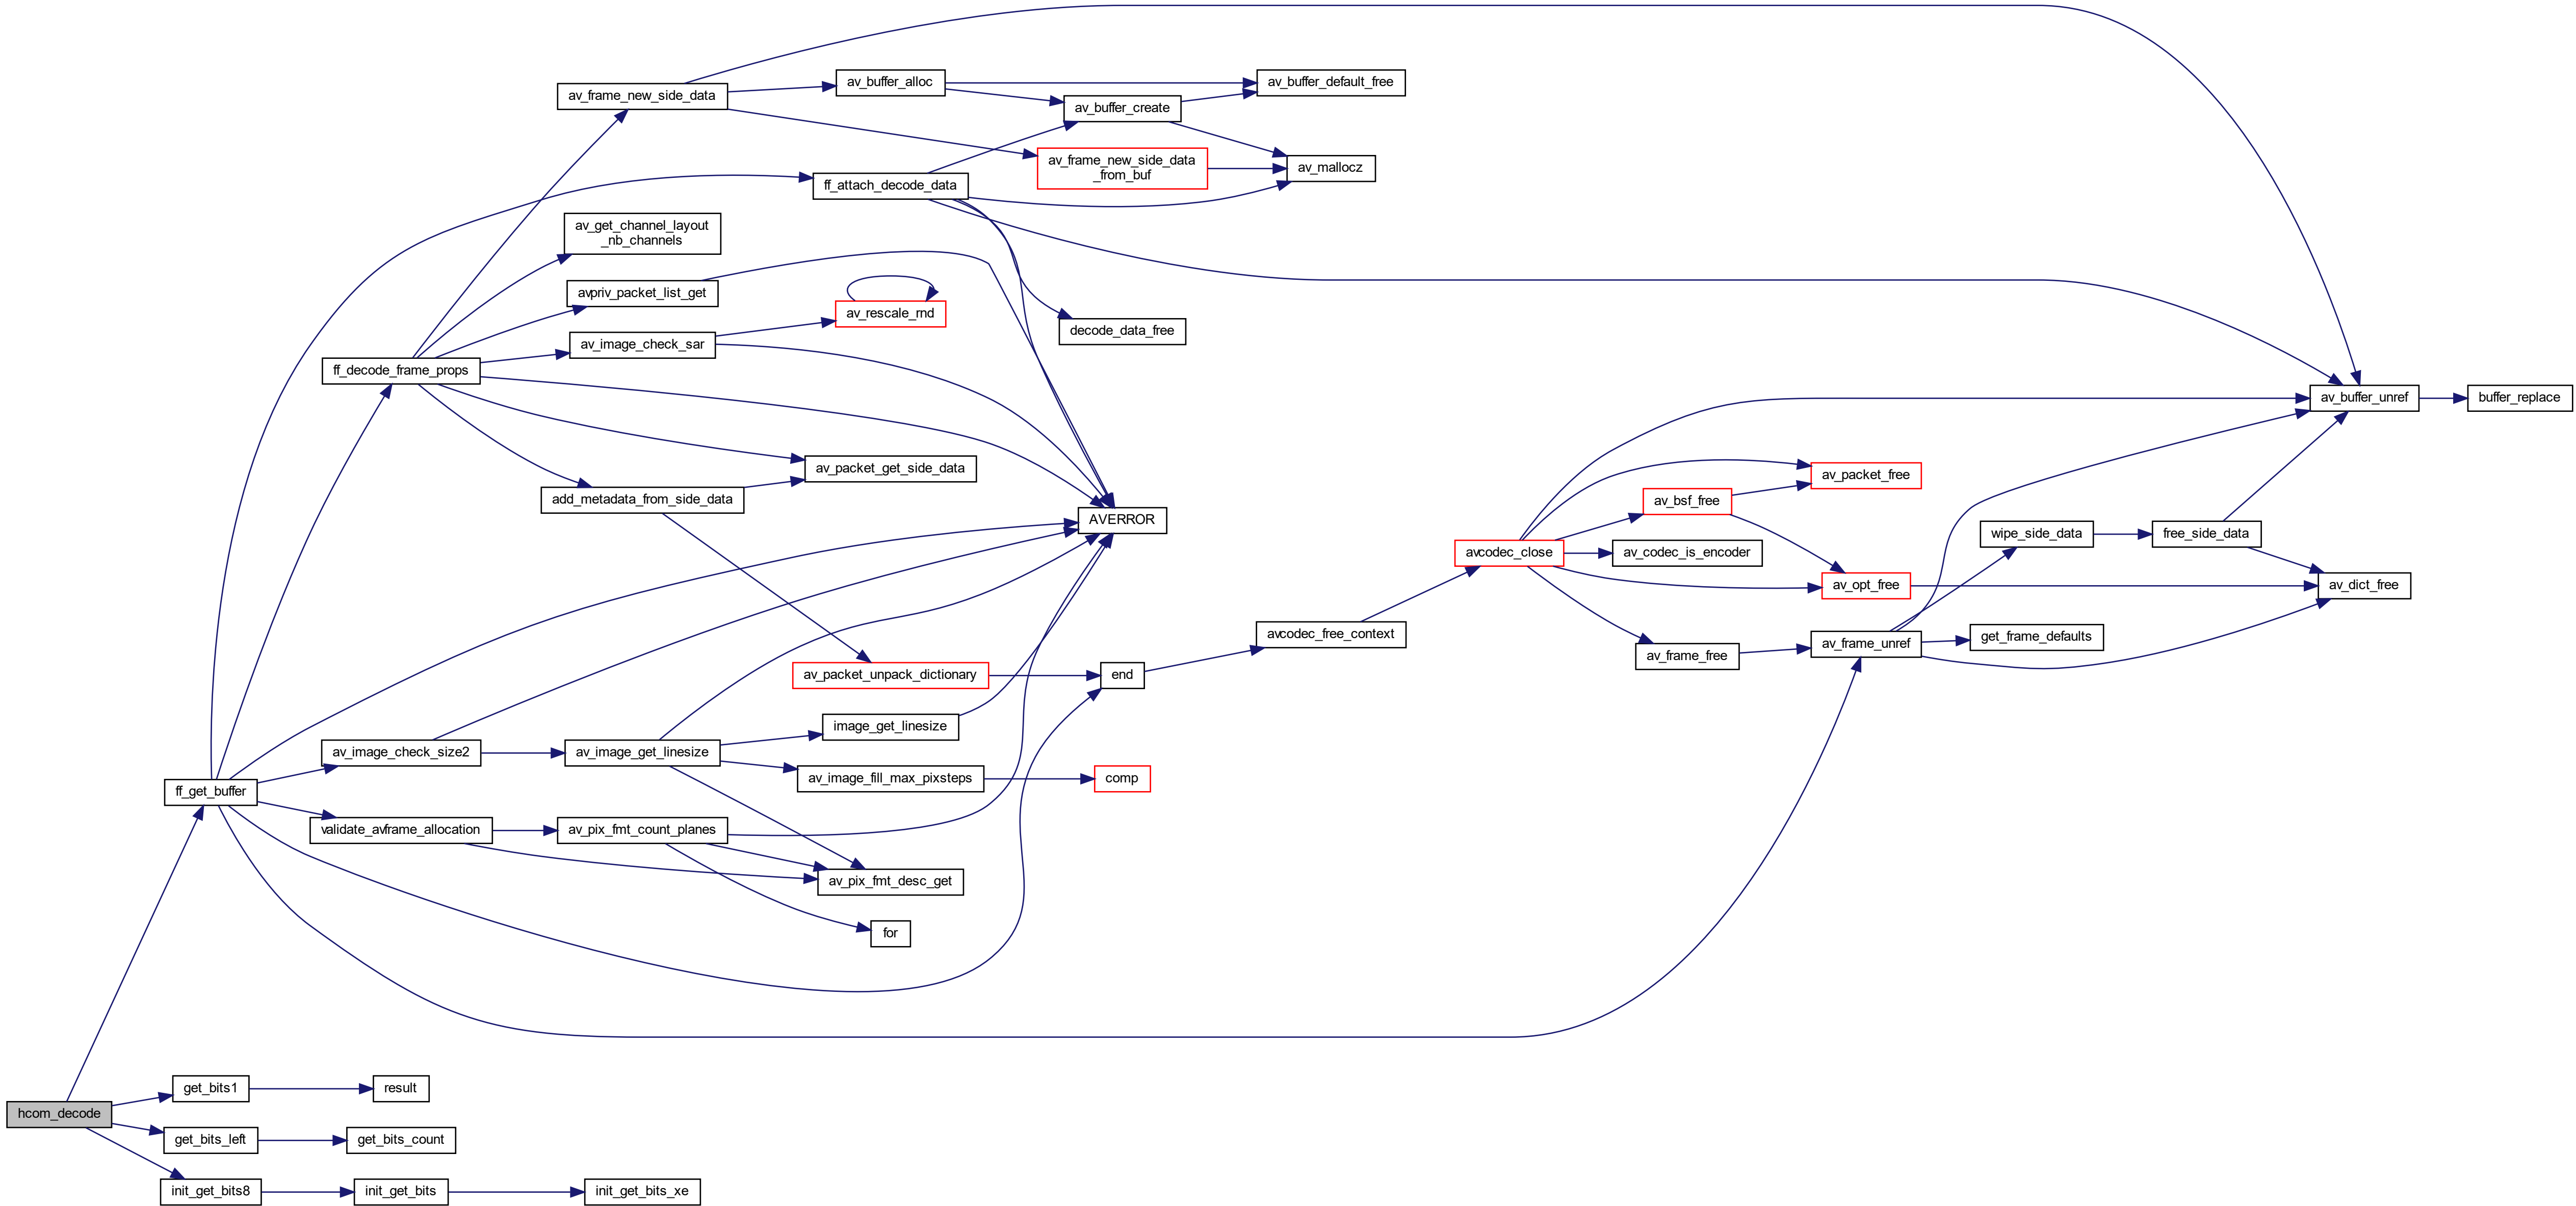 av_frame_new_side_data
av_buffer_alloc
av_buffer_default_free
av_buffer_create
av_frame_new_side_data
_from_buf
av_mallocz
ff_attach_decode_data
av_get_channel_layout
_nb_channels
avpriv_packet_list_get
av_rescale_rnd
decode_data_free
av_image_check_sar
ff_decode_frame_props
av_buffer_unref
buffer_replace
av_packet_get_side_data
add_metadata_from_side_data
AVERROR
av_packet_free
av_bsf_free
avcodec_close
av_codec_is_encoder
wipe_side_data
free_side_data
av_opt_free
av_dict_free
avcodec_free_context
av_frame_free
av_frame_unref
get_frame_defaults
av_packet_unpack_dictionary
end
image_get_linesize
av_image_check_size2
av_image_get_linesize
av_image_fill_max_pixsteps
comp
ff_get_buffer
validate_avframe_allocation
av_pix_fmt_count_planes
av_pix_fmt_desc_get
for
get_bits1
result
hcom_decode
get_bits_left
get_bits_count
init_get_bits8
init_get_bits
init_get_bits_xe